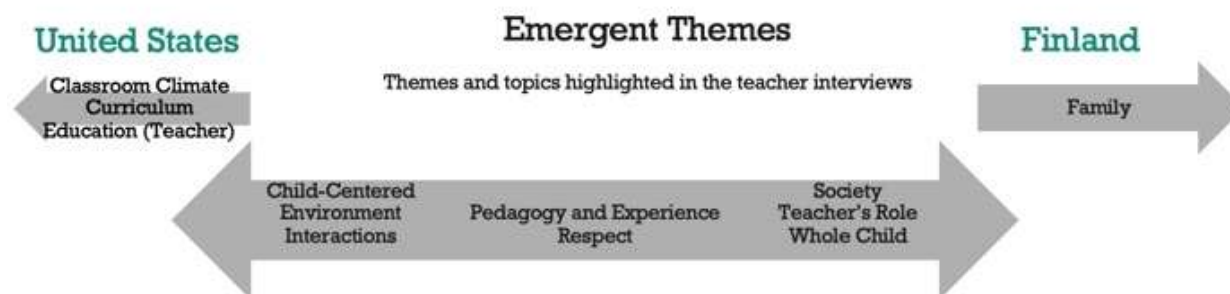 Emergent Themes
Themes and topics highlighted in the teacher interviews
United States
Classroom Climate
Curriculum
Education (Teacher)
Finland
Family
Child-Centered
Environment
Interactions
Pedagogy and Experience
Respect
Society
Teacher's Role
Whole Child